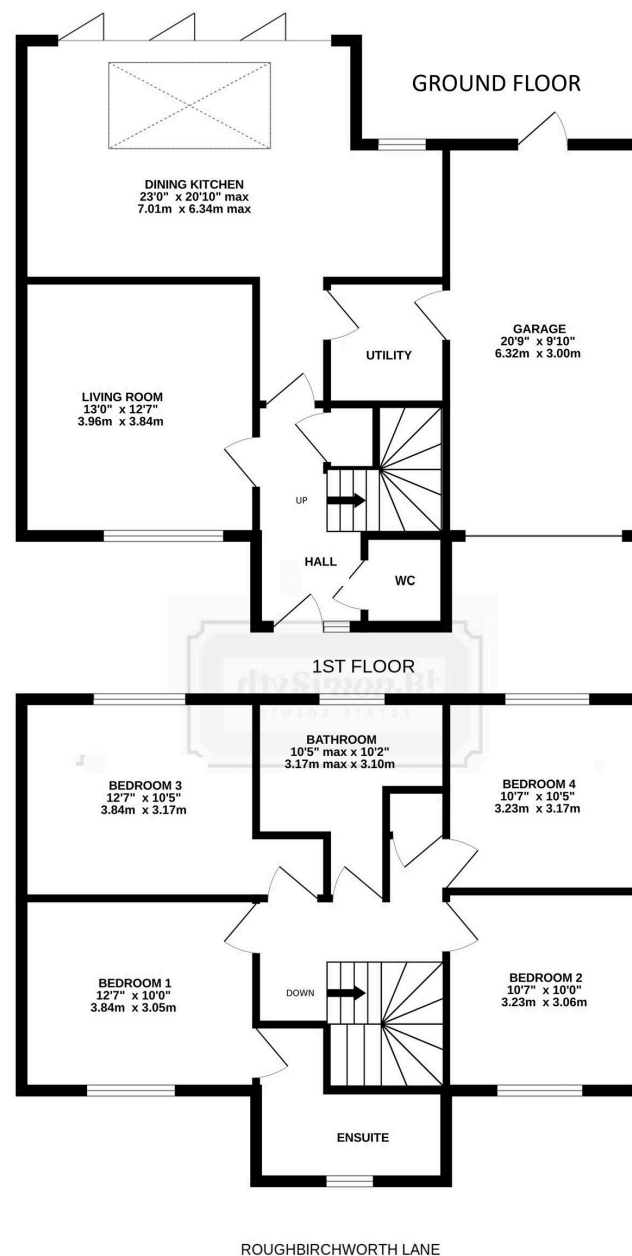 GROUND FLOOR
DINING KITCHEN
23'0" x 20'10" max
7.01m x 6.34m max
GARAGE
20'9" x 9'10"
6.32m x 3.00m
UTILITY
LIVING ROOM
13'0" x 12'7"
3.96m x 3.84m
UP
HALL
WC
1ST FLOOR
BATHROOM
10'5" max x 10'2"
3.17m max x 3.10m
BEDROOM 3
12'7" x 10'5"
3.84m x 3.17m
BEDROOM 4
10'7" x 10'5"
3.23m x 3.17m
BEDROOM 1
12'7" x 10'0"
3.84m x 3.05m
BEDROOM 2
10'7" x 10'0"
3.23m x 3.06m
DOWN
ENSUITE
ROUGHBIRCHWORTH LANE